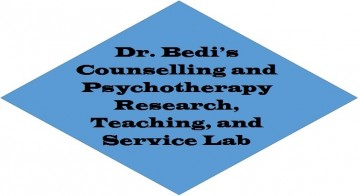 Dr. Bedi's
Counselling and
Psychotherapy
Research,
Teaching, and
Service Lab